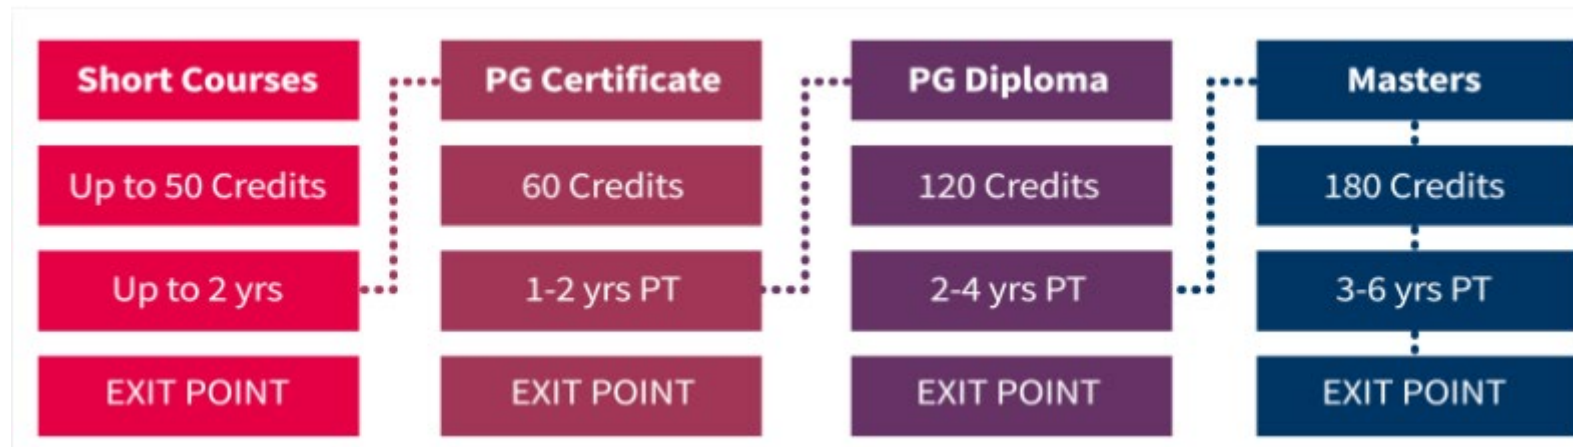 Short Courses
Up to 50 Credits
Up to 2 yrs
EXIT POINT
PG Certificate
60 Credits
1-2 yrs PT
EXIT POINT
PG Diploma
120 Credits
2-4 yrs PT
EXIT POINT
Masters
180 Credits
3-6 yrs PT
EXIT POINT